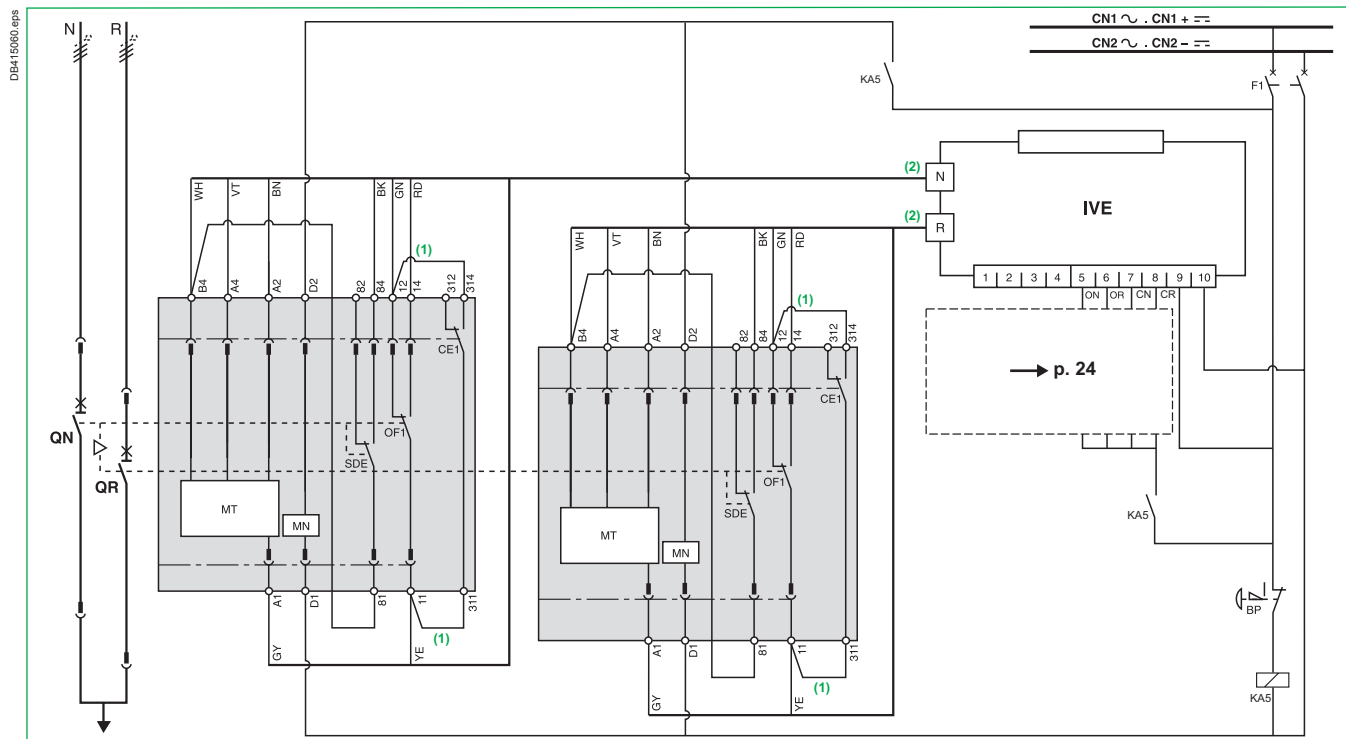 DB415060.eps
N R
CN1 ∿ . CN1 + ⎓
CN2 ∿ . CN2 – ⎓
KA5
F1
(2) N
(2) R
IVE
1 2 3 4 5 6 7 8 9 10
ON OR CN CR
p. 24
WH VT BN BK GN RD
(1)
B4 A4 A2 D2 82 84 12 14 312 314
CE1
OF1
SDE
MT
MN
A1 D1 81 11 311
(1)
GY YE
WH VT BN BK GN RD
(1)
B4 A4 A2 D2 82 84 12 14 312 314
CE1
OF1
SDE
MT
MN
A1 D1 81 11 311
(1)
GY YE
QN
QR
KA5
BP
KA5